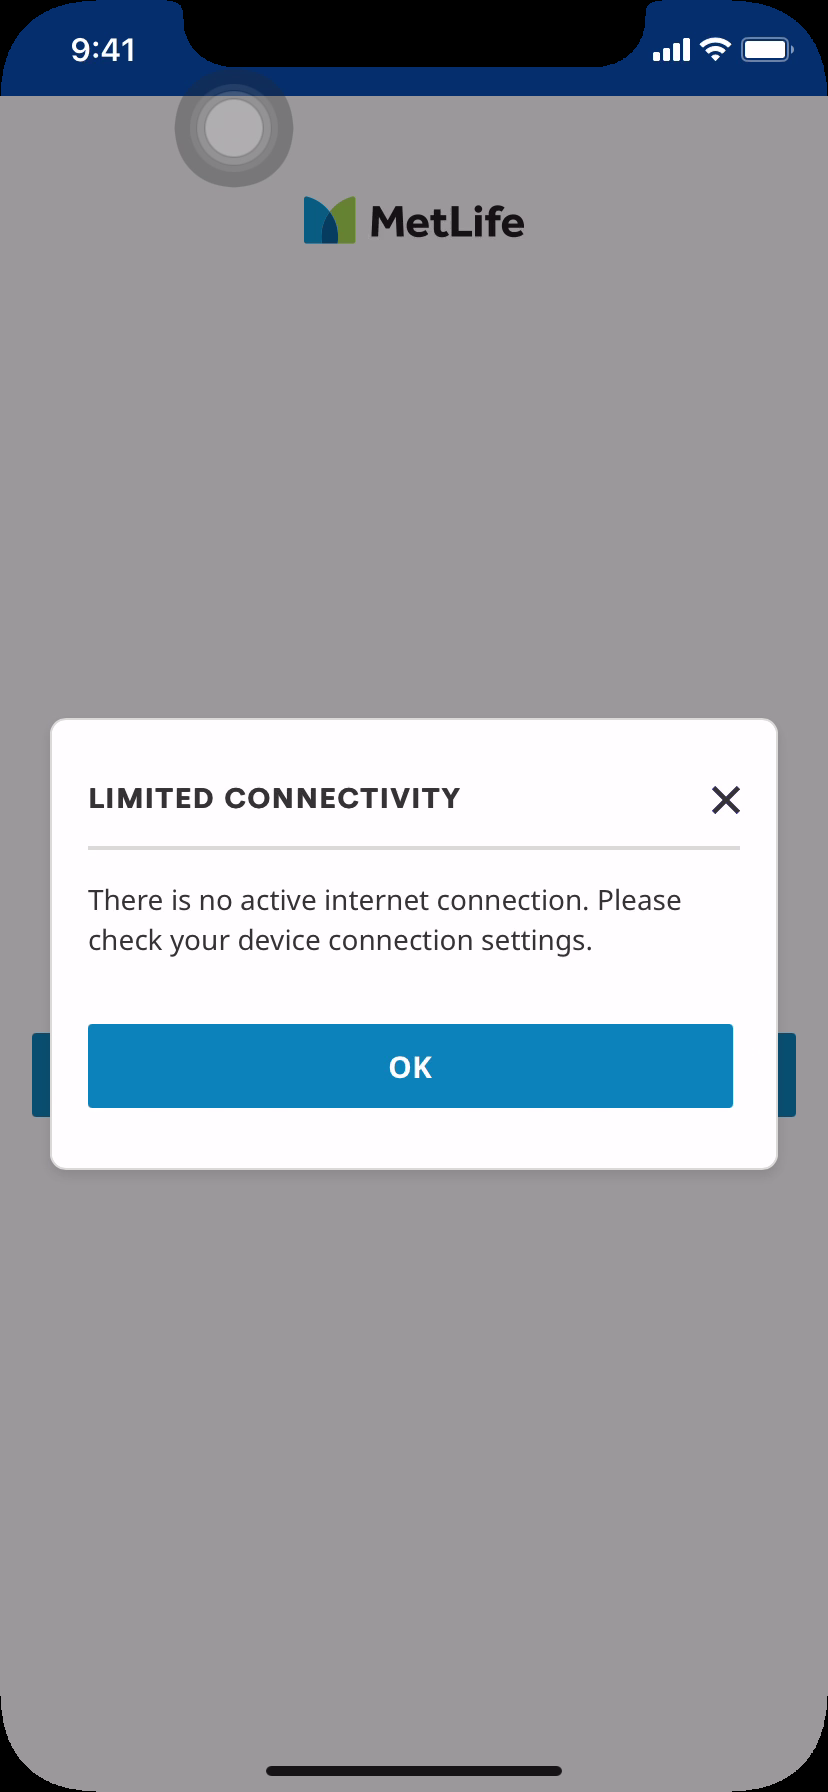 9:41
MetLife
LIMITED CONNECTIVITY
There is no active internet connection. Please
check your device connection settings.
OK